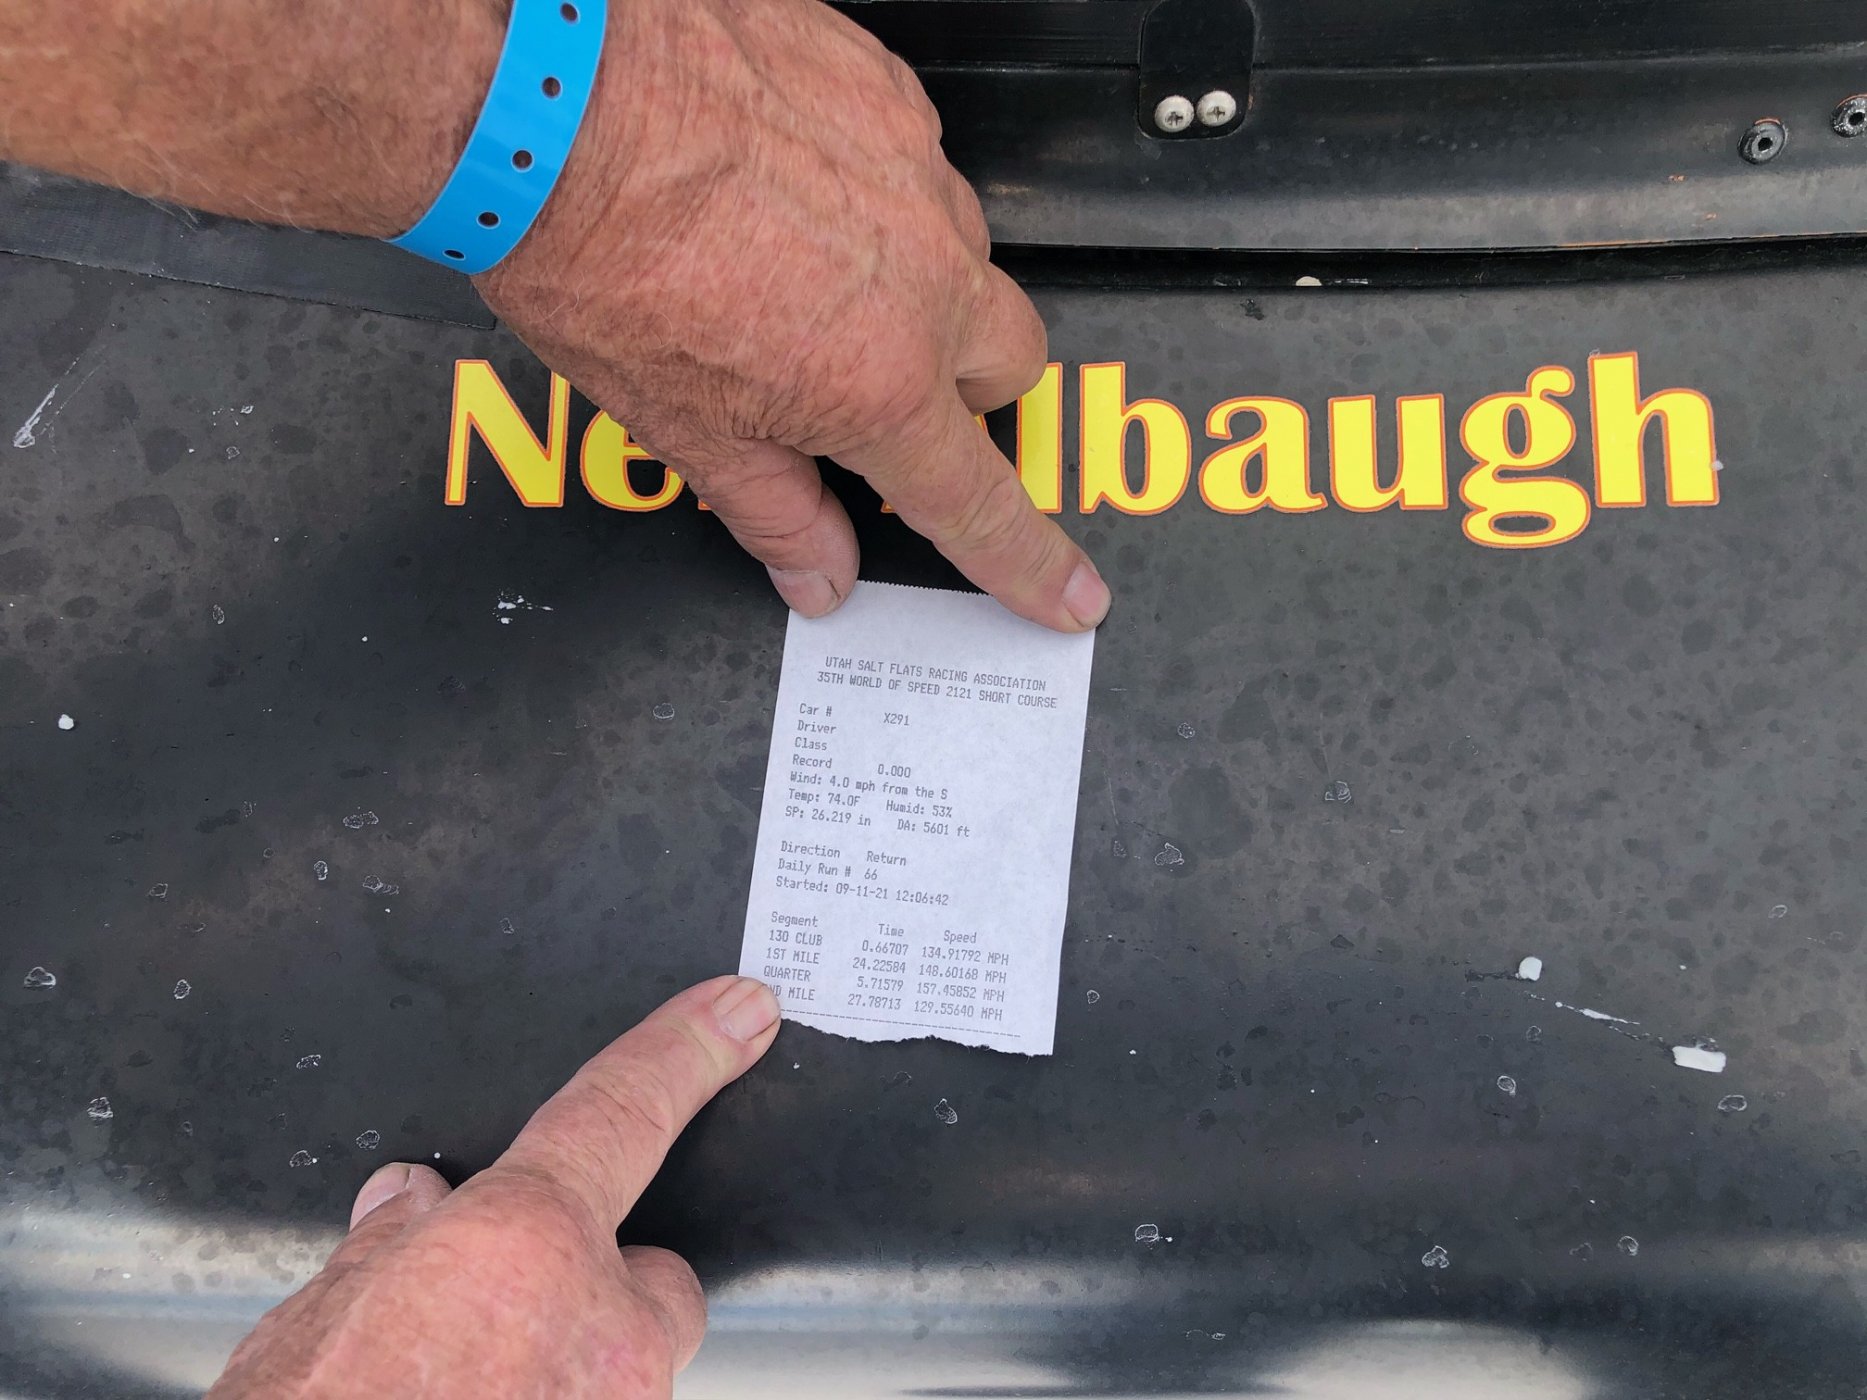 Ne lbaugh
UTAH SALT FLATS RACING ASSOCIATION
35TH WORLD OF SPEED 2121 SHORT COURSE
Car # X291
Driver
Class
Record 0.000
Wind: 4.0 mph from the S
Temp: 74.0F Humid: 53%
SP: 26.219 in DA: 5601 ft
Direction Return
Daily Run # 66
Started: 09-11-21 12:06:42
Segment Time Speed
130 CLUB 0.66707 134.91792 MPH
1ST MILE 24.22584 148.60168 MPH
QUARTER 5.71579 157.45852 MPH
ND MILE 27.78713 129.55640 MPH